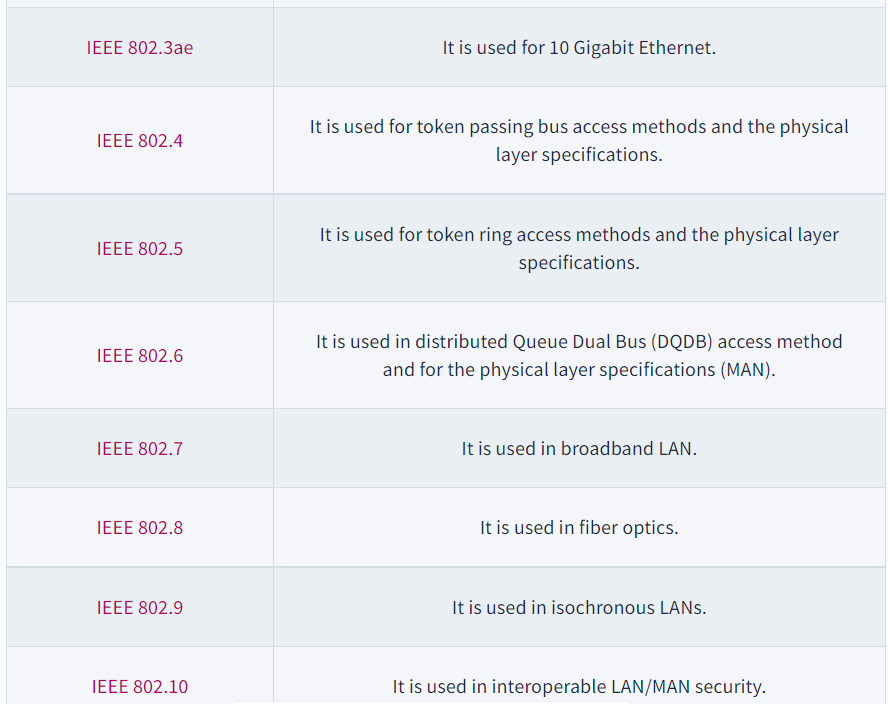 IEEE 802.3ae
It is used for 10 Gigabit Ethernet.
IEEE 802.4
It is used for token passing bus access methods and the physical
layer specifications.
IEEE 802.5
It is used for token ring access methods and the physical layer
specifications.
IEEE 802.6
It is used in distributed Queue Dual Bus (DQDB) access method
and for the physical layer specifications (MAN).
IEEE 802.7
It is used in broadband LAN.
IEEE 802.8
It is used in fiber optics.
IEEE 802.9
It is used in isochronous LANs.
IEEE 802.10
It is used in interoperable LAN/MAN security.